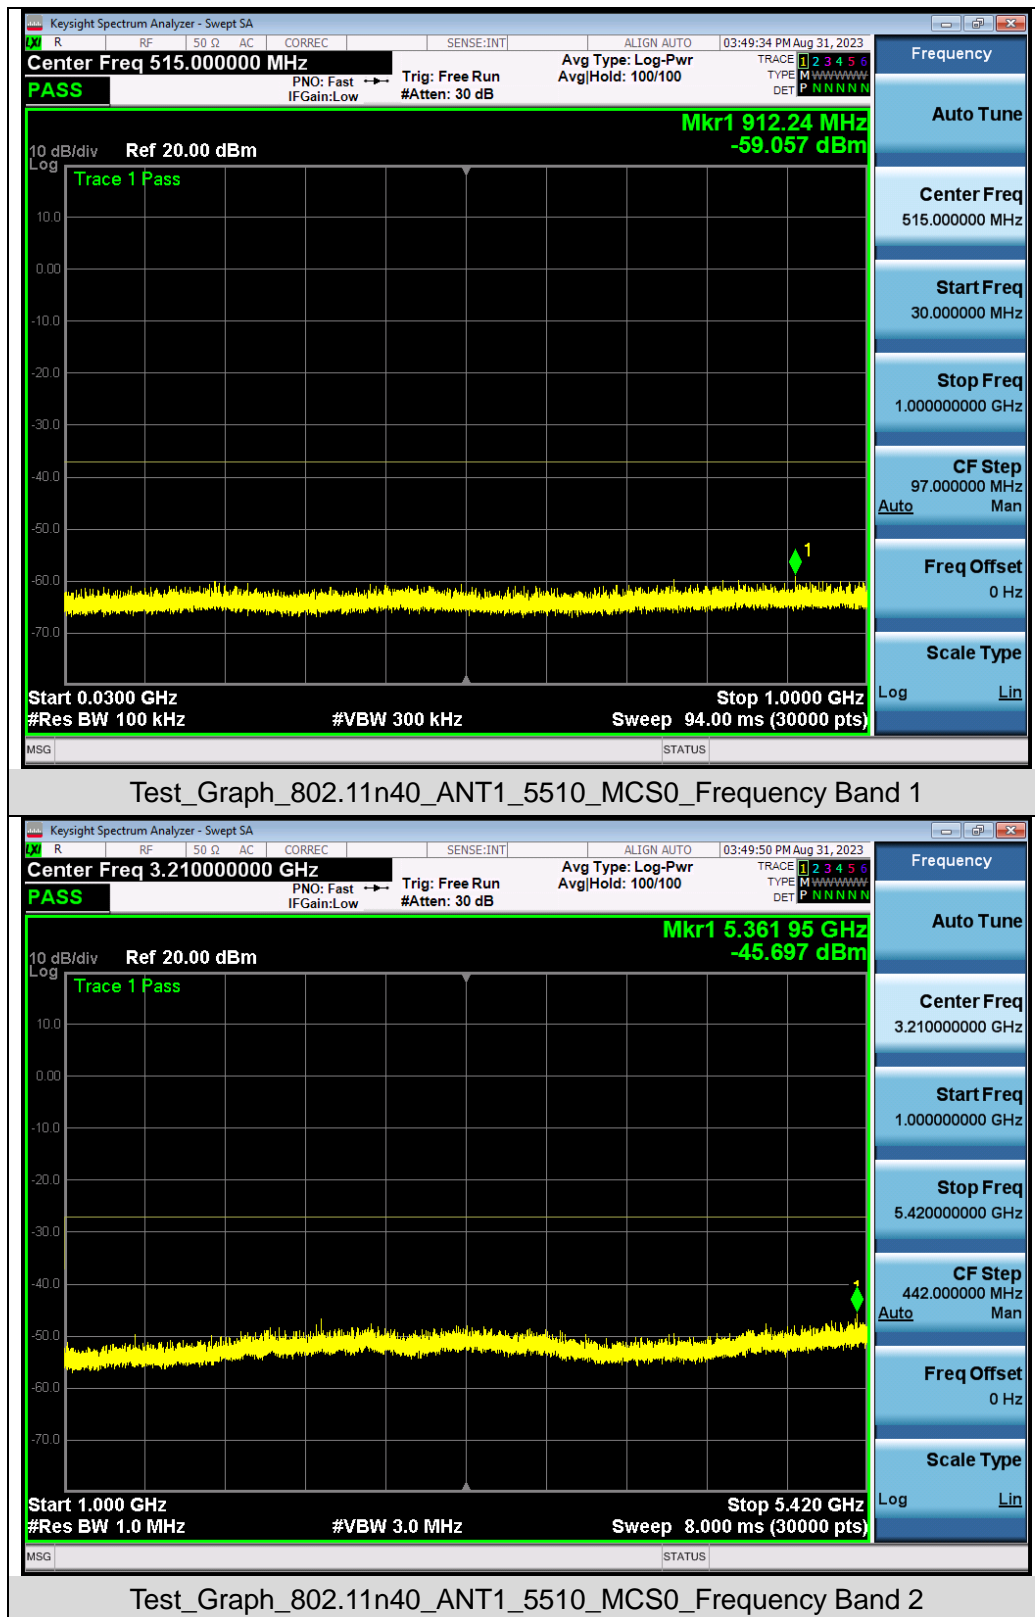 Keysight Spectrum Analyzer - Swept SA
LXI R RF 50 Ω AC CORREC SENSE:INT ALIGN AUTO 03:49:34 PM Aug 31, 2023
Center Freq 515.000000 MHz
PASS
PNO: Fast
IFGain:Low
Trig: Free Run
#Atten: 30 dB
Avg Type: Log-Pwr
Avg|Hold: 100/100
TRACE 1 2 3 4 5 6
TYPE M WWWWW
DET P N N N N N
Mkr1 912.24 MHz
-59.057 dBm
10 dB/div Ref 20.00 dBm
Log
Trace 1 Pass
10.0
0.00
-10.0
-20.0
-30.0
-40.0
-50.0
-60.0
-70.0
1
Start 0.0300 GHz Stop 1.0000 GHz
#Res BW 100 kHz #VBW 300 kHz Sweep 94.00 ms (30000 pts)
MSG STATUS
Frequency
Auto Tune
Center Freq
515.000000 MHz
Start Freq
30.000000 MHz
Stop Freq
1.000000000 GHz
CF Step
97.000000 MHz
Auto Man
Freq Offset
0 Hz
Scale Type
Log Lin
Test_Graph_802.11n40_ANT1_5510_MCS0_Frequency Band 1
Keysight Spectrum Analyzer - Swept SA
LXI R RF 50 Ω AC CORREC SENSE:INT ALIGN AUTO 03:49:50 PM Aug 31, 2023
Center Freq 3.210000000 GHz
PASS
PNO: Fast
IFGain:Low
Trig: Free Run
#Atten: 30 dB
Avg Type: Log-Pwr
Avg|Hold: 100/100
TRACE 1 2 3 4 5 6
TYPE M WWWWW
DET P N N N N N
Mkr1 5.361 95 GHz
-45.697 dBm
10 dB/div Ref 20.00 dBm
Log
Trace 1 Pass
10.0
0.00
-10.0
-20.0
-30.0
-40.0
-50.0
-60.0
-70.0
1
Start 1.000 GHz Stop 5.420 GHz
#Res BW 1.0 MHz #VBW 3.0 MHz Sweep 8.000 ms (30000 pts)
MSG STATUS
Frequency
Auto Tune
Center Freq
3.210000000 GHz
Start Freq
1.000000000 GHz
Stop Freq
5.420000000 GHz
CF Step
442.000000 MHz
Auto Man
Freq Offset
0 Hz
Scale Type
Log Lin
Test_Graph_802.11n40_ANT1_5510_MCS0_Frequency Band 2